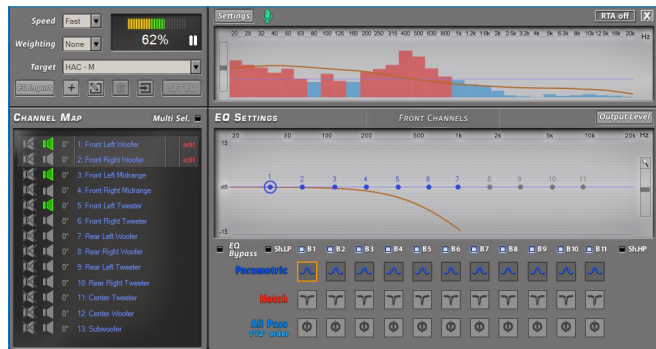 Speed Fast
Weighting None
62%
Target HAC - M
EQ Import
SET EQ
Settings
RTA off X
20 25 32 40 50 63 80 100 125 160 200 250 315 400 500 630 800 1k 1.2k 1.6k 2k 2.5k 3.2k 4k 5k 6.3k 8k 10k 12.5k 16k 20k Hz
CHANNEL MAP Multi Sel.
0° 1: Front Left Woofer edit
0° 2: Front Right Woofer edit
0° 3: Front Left Midrange
0° 4: Front Right Midrange
0° 5: Front Left Tweeter
0° 6: Front Right Tweeter
0° 7: Rear Left Woofer
0° 8: Rear Right Woofer
0° 9: Rear Left Tweeter
0° 10: Rear Right Tweeter
0° 11: Center Tweeter
0° 12: Center Woofer
0° 13: Subwoofer
EQ SETTINGS FRONT CHANNELS Output Level
20 50 100 200 500 1k 2k 5k 10k 20k Hz
15
1 2 3 4 5 6 7 8 9 10 11
dB
-15
EQ Bypass Sh.LP B1 B2 B3 B4 B5 B6 B7 B8 B9 B10 B11 Sh.HP
Parametric
Notch
All Pass
1°/2° order